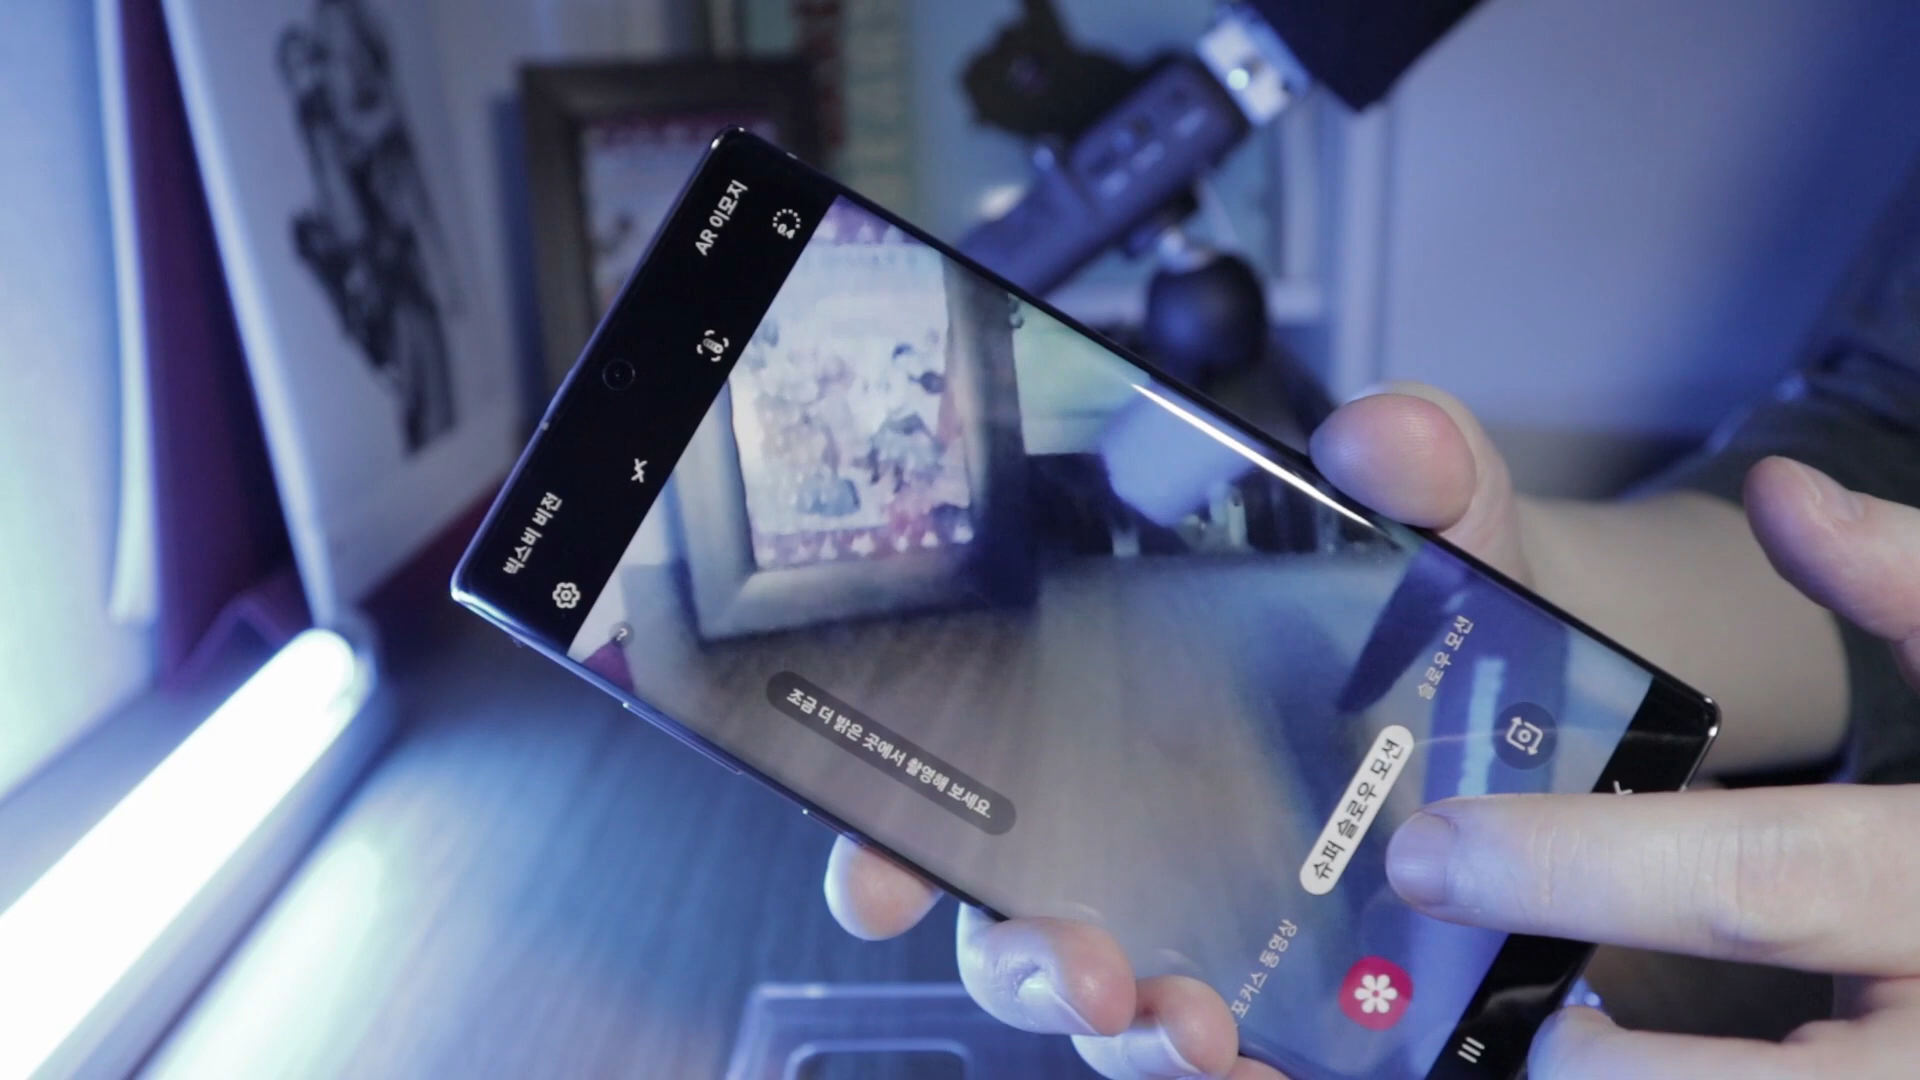 빅스비 비전
AR 이모지
0.4
?
조금 더 밝은 곳에서 촬영해 보세요.
포커스 동영상
슈퍼 슬로우 모션
슬로우 모션